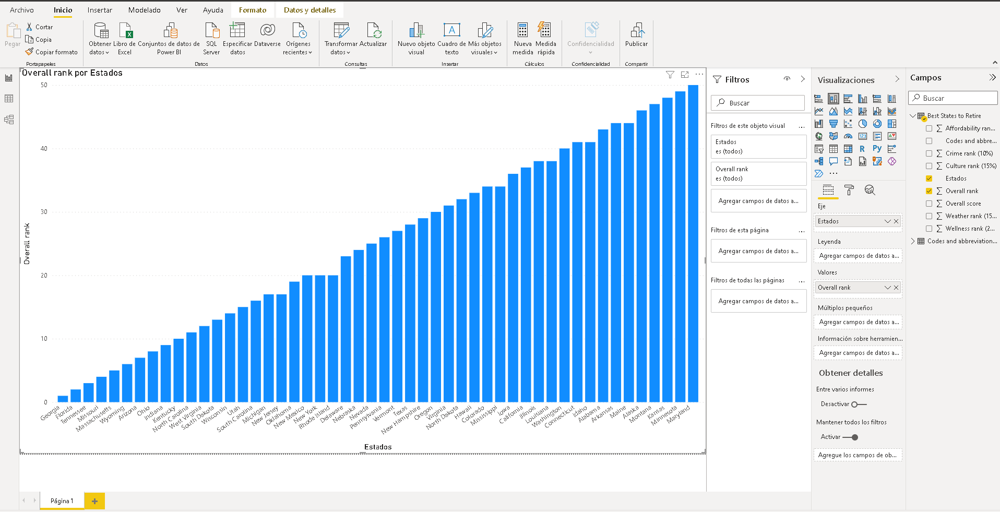 Archivo
Inicio
Insertar
Modelado
Ver
Ayuda
Formato
Datos y detalles
Pegar
Cortar
Copia
Copiar formato
Portapapeles
Obtener datos
Libro de Excel
Conjuntos de datos de Power BI
SQL Server
Especificar datos
Dataverse
Orígenes recientes
Datos
Transformar datos
Actualizar
Consultas
Nuevo objeto visual
Cuadro de texto
Más objetos visuales
Insertar
Nueva medida
Medida rápida
Cálculos
Confidencialidad
Confidencialidad
Publicar
Compartir
Overall rank por Estados
50
40
30
20
10
0
Overall rank
Georgia
Florida
Tennessee
Missouri
Massachusetts
Wyoming
Arizona
Ohio
Indiana
Kentucky
North Carolina
West Virginia
South Dakota
Wisconsin
Utah
South Carolina
Michigan
New Jersey
Oklahoma
New Mexico
New York
Rhode Island
Delaware
Nebraska
Nevada
Pennsylvania
Vermont
Texas
New Hampshire
Oregon
Virginia
North Dakota
Hawaii
Colorado
Mississippi
Iowa
California
Illinois
Louisiana
Washington
Connecticut
Idaho
Alabama
Arkansas
Maine
Alaska
Montana
Kansas
Minnesota
Maryland
Estados
Página 1
Filtros
Buscar
Filtros de este objeto visual
Estados
es (todos)
Overall rank
es (todos)
Agregar campos de datos a...
Filtros de esta página
Agregar campos de datos a...
Filtros de todas las páginas
Agregar campos de datos a...
Visualizaciones
123
R
Py
Eje
Estados
Leyenda
Agregar campos de datos a...
Valores
Overall rank
Múltiplos pequeños
Agregar campos de datos a...
Información sobre herramien...
Agregar campos de datos a...
Obtener detalles
Entre varios informes
Desactivar
Mantener todos los filtros
Activar
Agregue los campos de ob...
Campos
Buscar
Best States to Retire
Affordability ran...
Codes and abbre...
Crime rank (10%)
Culture rank (15%)
Estados
Overall rank
Overall score
Weather rank (15...
Wellness rank (2...
Codes and abbreviation...